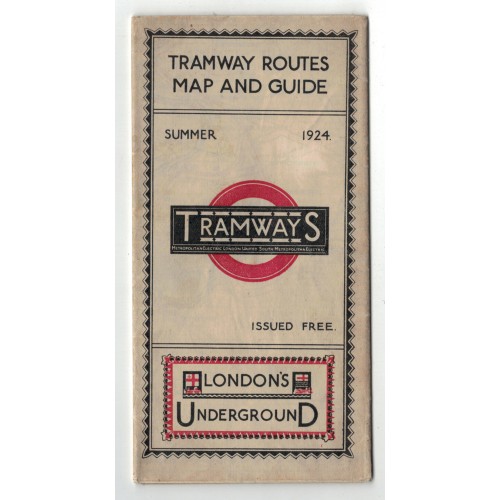 TRAMWAY ROUTES
MAP AND GUIDE
SUMMER 1924.
TRAMWAYS
METROPOLITAN ELECTRIC LONDON UNITED SOUTH METROPOLITAN ELECTRIC
ISSUED FREE.
LONDON'S
UNDERGROUND